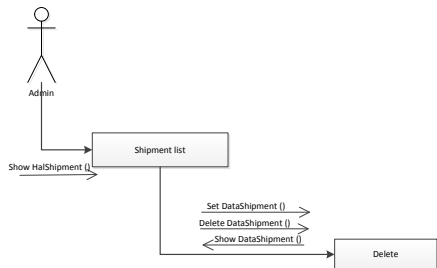 Admin
Shipment list
Show HalShipment ()
Set DataShipment ()
Delete DataShipment ()
Show DataShipment ()
Delete